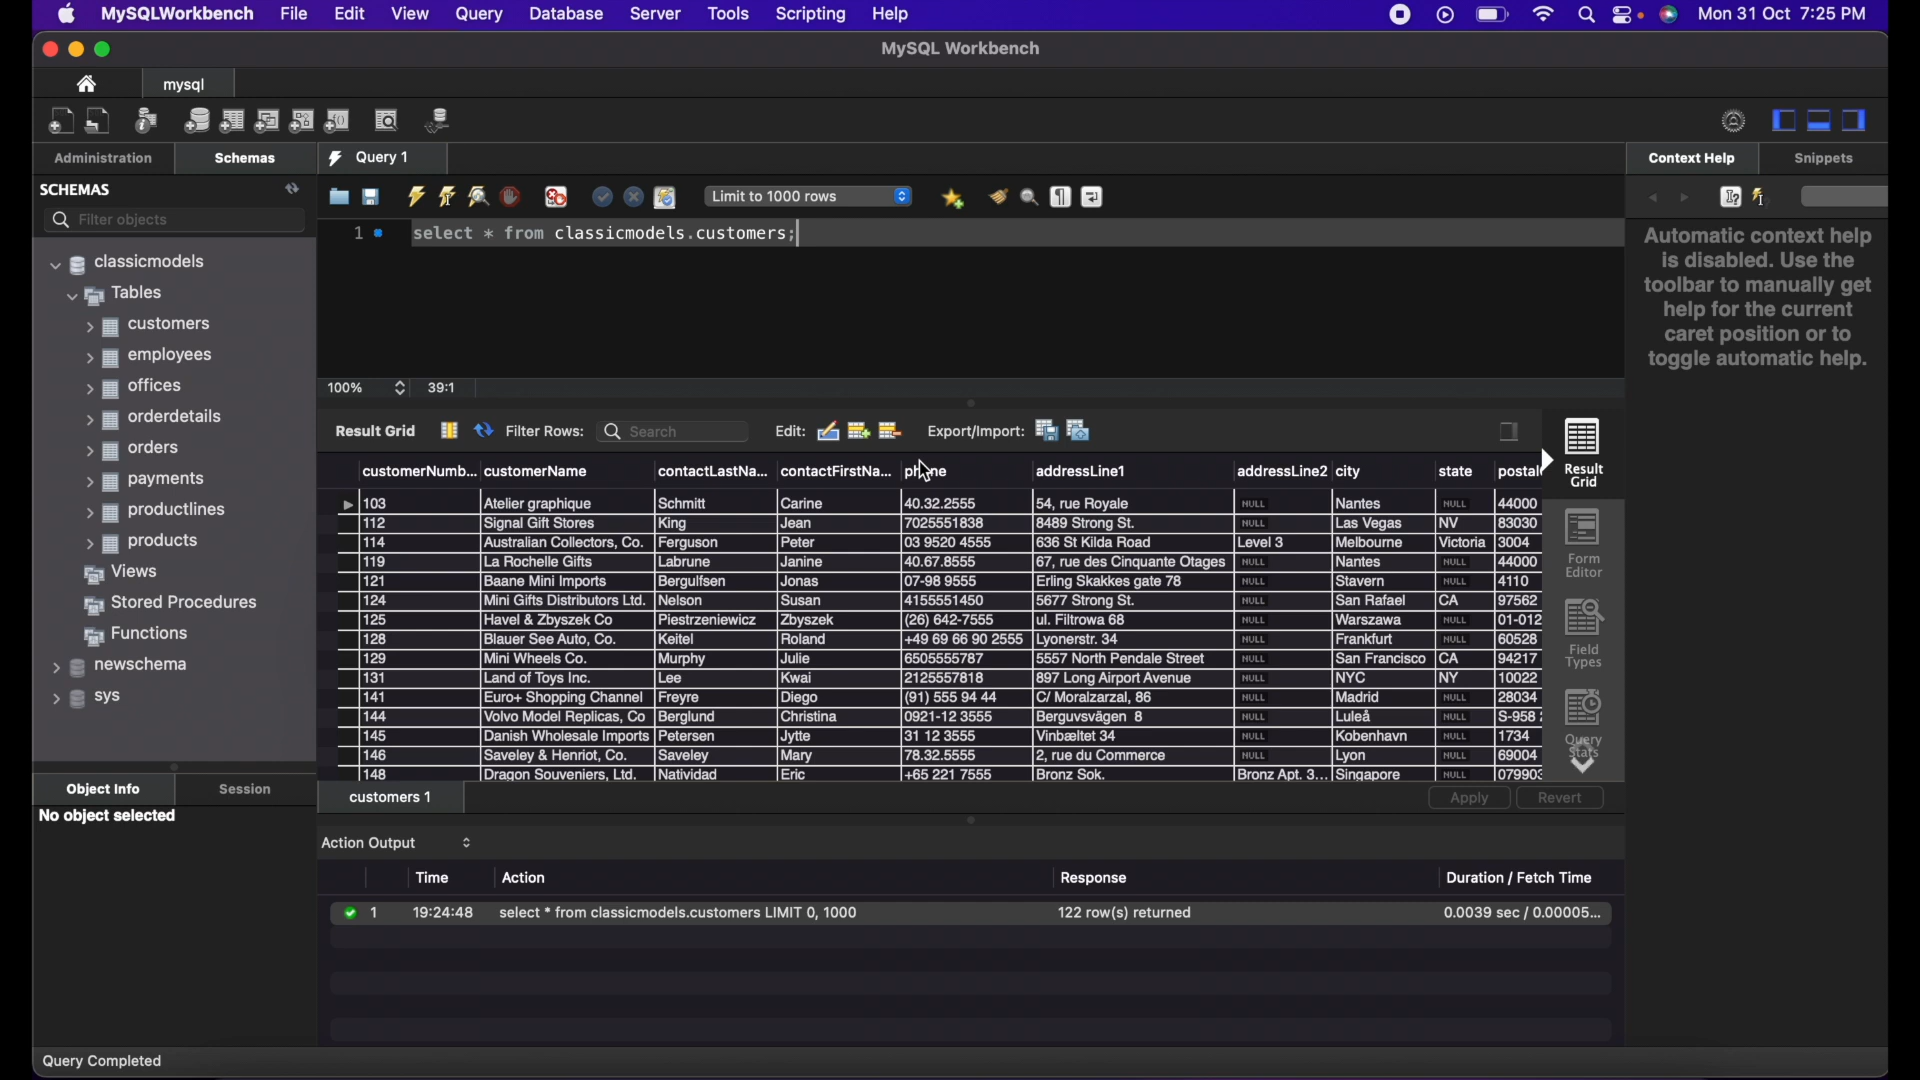 MySQLWorkbench File Edit View Query Database Server Tools Scripting Help Mon 31 Oct 7:25 PM
MySQL Workbench
mysql
Administration Schemas Query 1 Context Help Snippets
SCHEMAS
Filter objects
Limit to 1000 rows
1 select * from classicmodels.customers;
classicmodels
Tables
customers
employees
offices
orderdetails
orders
payments
productlines
products
Views
Stored Procedures
Functions
newschema
sys
Automatic context help
is disabled. Use the
toolbar to manually get
help for the current
caret position or to
toggle automatic help.
100% 39:1
Result Grid Filter Rows: Search Edit: Export/Import:
customerNumb... customerName contactLastNa... contactFirstNa... addressLine1 addressLine2 city state
103 Atelier graphique Schmitt Carine 40.32.2555 54, rue Royale NULL Nantes NULL 44000
112 Signal Gift Stores King Jean 7025551838 8489 Strong St. NULL Las Vegas NV 83030
114 Australian Collectors, Co. Ferguson Peter 03 9520 4555 636 St Kilda Road Level 3 Melbourne Victoria 3004
119 La Rochelle Gifts Labrune Janine 40.67.8555 67, rue des Cinquante Otages NULL Nantes NULL 44000
121 Baane Mini Imports Bergulfsen Jonas 07-98 9555 Erling Skakkes gate 78 NULL Stavern NULL 4110
124 Mini Gifts Distributors Ltd. Nelson Susan 4155551450 5677 Strong St. NULL San Rafael CA 97562
125 Havel & Zbyszek Co Piestrzeniewicz Zbyszek (26) 642-7555 ul. Filtrowa 68 NULL Warszawa NULL 01-012
128 Blauer See Auto, Co. Keitel Roland +49 69 66 90 2555 Lyonerstr. 34 NULL Frankfurt NULL 60528
129 Mini Wheels Co. Murphy Julie 6505555787 5557 North Pendale Street NULL San Francisco CA 94217
131 Land of Toys Inc. Lee Kwai 2125557818 897 Long Airport Avenue NULL NYC NY 10022
141 Euro+ Shopping Channel Freyre Diego (91) 555 94 44 C/ Moralzarzal, 86 NULL Madrid NULL 28034
144 Volvo Model Replicas, Co Berglund Christina 0921-12 3555 Berguvsvägen 8 NULL Luleå NULL S-958
145 Danish Wholesale Imports Petersen Jytte 31 12 3555 Vinbæltet 34 NULL Kobenhavn NULL 1734
146 Saveley & Henriot, Co. Saveley Mary 78.32.5555 2, rue du Commerce NULL Lyon NULL 69004
148 Dragon Souveniers, Ltd. Natividad Eric +65 221 7555 Bronz Sok. Bronz Apt. 3... Singapore NULL 079903
Result
Grid
Form
Editor
Field
Types
Query
Stats
customers 1 Apply Revert
Object Info Session
No object selected
Action Output
Time Action Response Duration / Fetch Time
1 19:24:48 select * from classicmodels.customers LIMIT 0, 1000 122 row(s) returned 0.0039 sec / 0.00005...
Query Completed